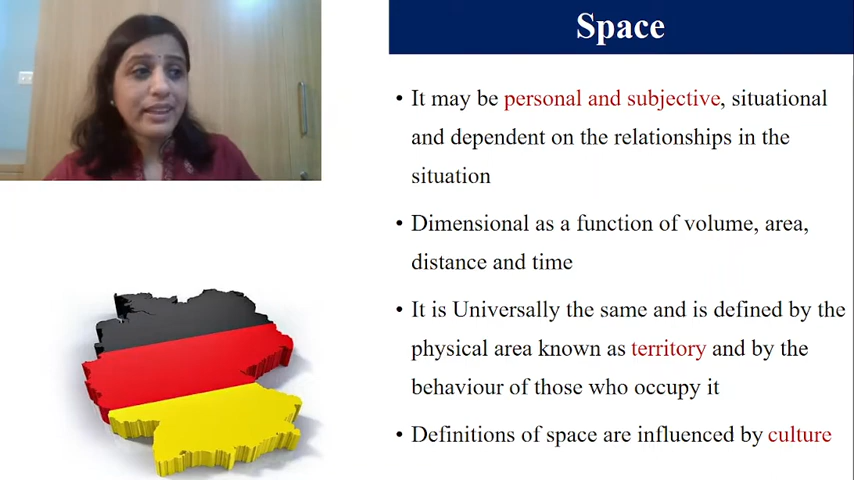 Space
• It may be personal and subjective, situational
and dependent on the relationships in the
situation
• Dimensional as a function of volume, area,
distance and time
• It is Universally the same and is defined by the
physical area known as territory and by the
behaviour of those who occupy it
• Definitions of space are influenced by culture